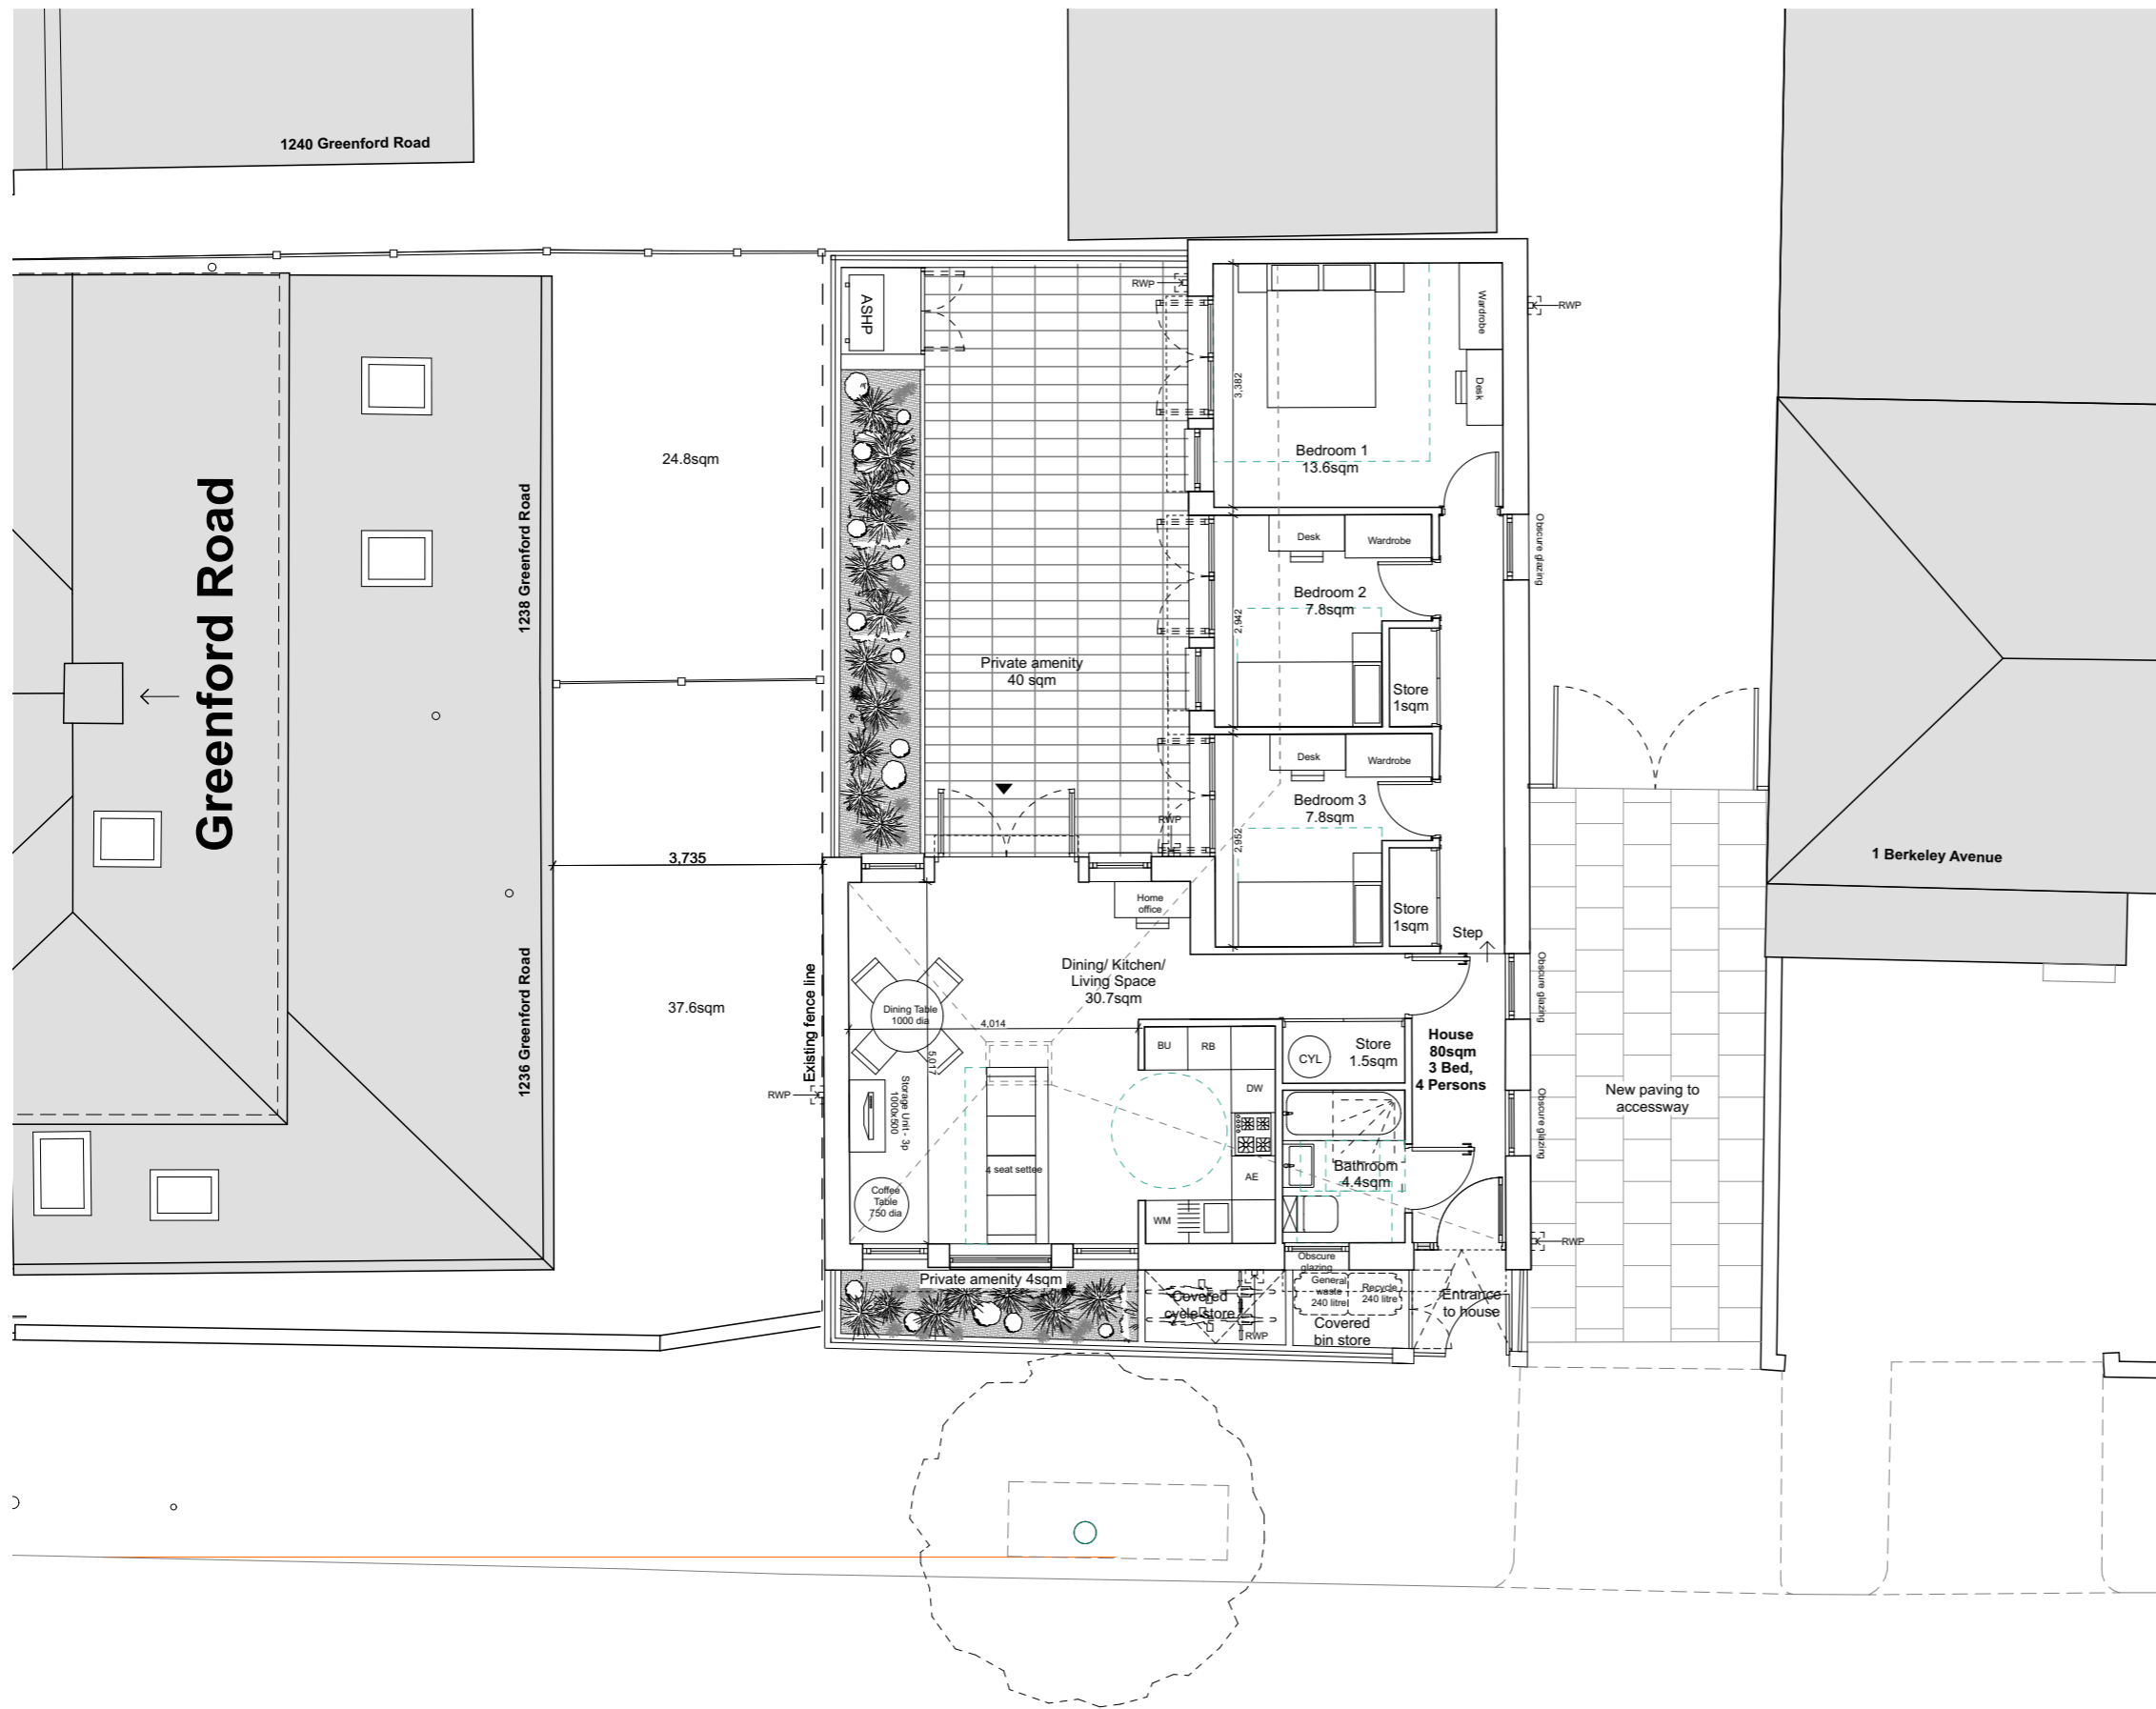 1240 Greenford Road
Greenford Road
1238 Greenford Road
1236 Greenford Road
24.8sqm
37.6sqm
3,735
Existing fence line
RWP
ASHP
RWP
RWP
Private amenity
40 sqm
RWP
3,382
Wardrobe
Desk
Bedroom 1
13.6sqm
Obscure glazing
Desk
Wardrobe
Bedroom 2
7.8sqm
2,942
Store
1sqm
Desk
Wardrobe
Bedroom 3
7.8sqm
2,952
Store
1sqm
Step
Home
office
Dining/ Kitchen/
Living Space
30.7sqm
Dining Table
1000 dia
4,014
5,017
Storage Unit - 3p
1000x500
Coffee
Table
750 dia
4 seat settee
BU
RB
DW
AE
WM
CYL
Store
1.5sqm
House
80sqm
3 Bed,
4 Persons
Obscure glazing
Obscure glazing
Bathroom
4.4sqm
RWP
Obscure
glazing
General
waste
240 litre
Recycle
240 litre
Covered
bin store
Entrance
to house
Private amenity 4sqm
Covered
cycle store
RWP
New paving to
accessway
1 Berkeley Avenue